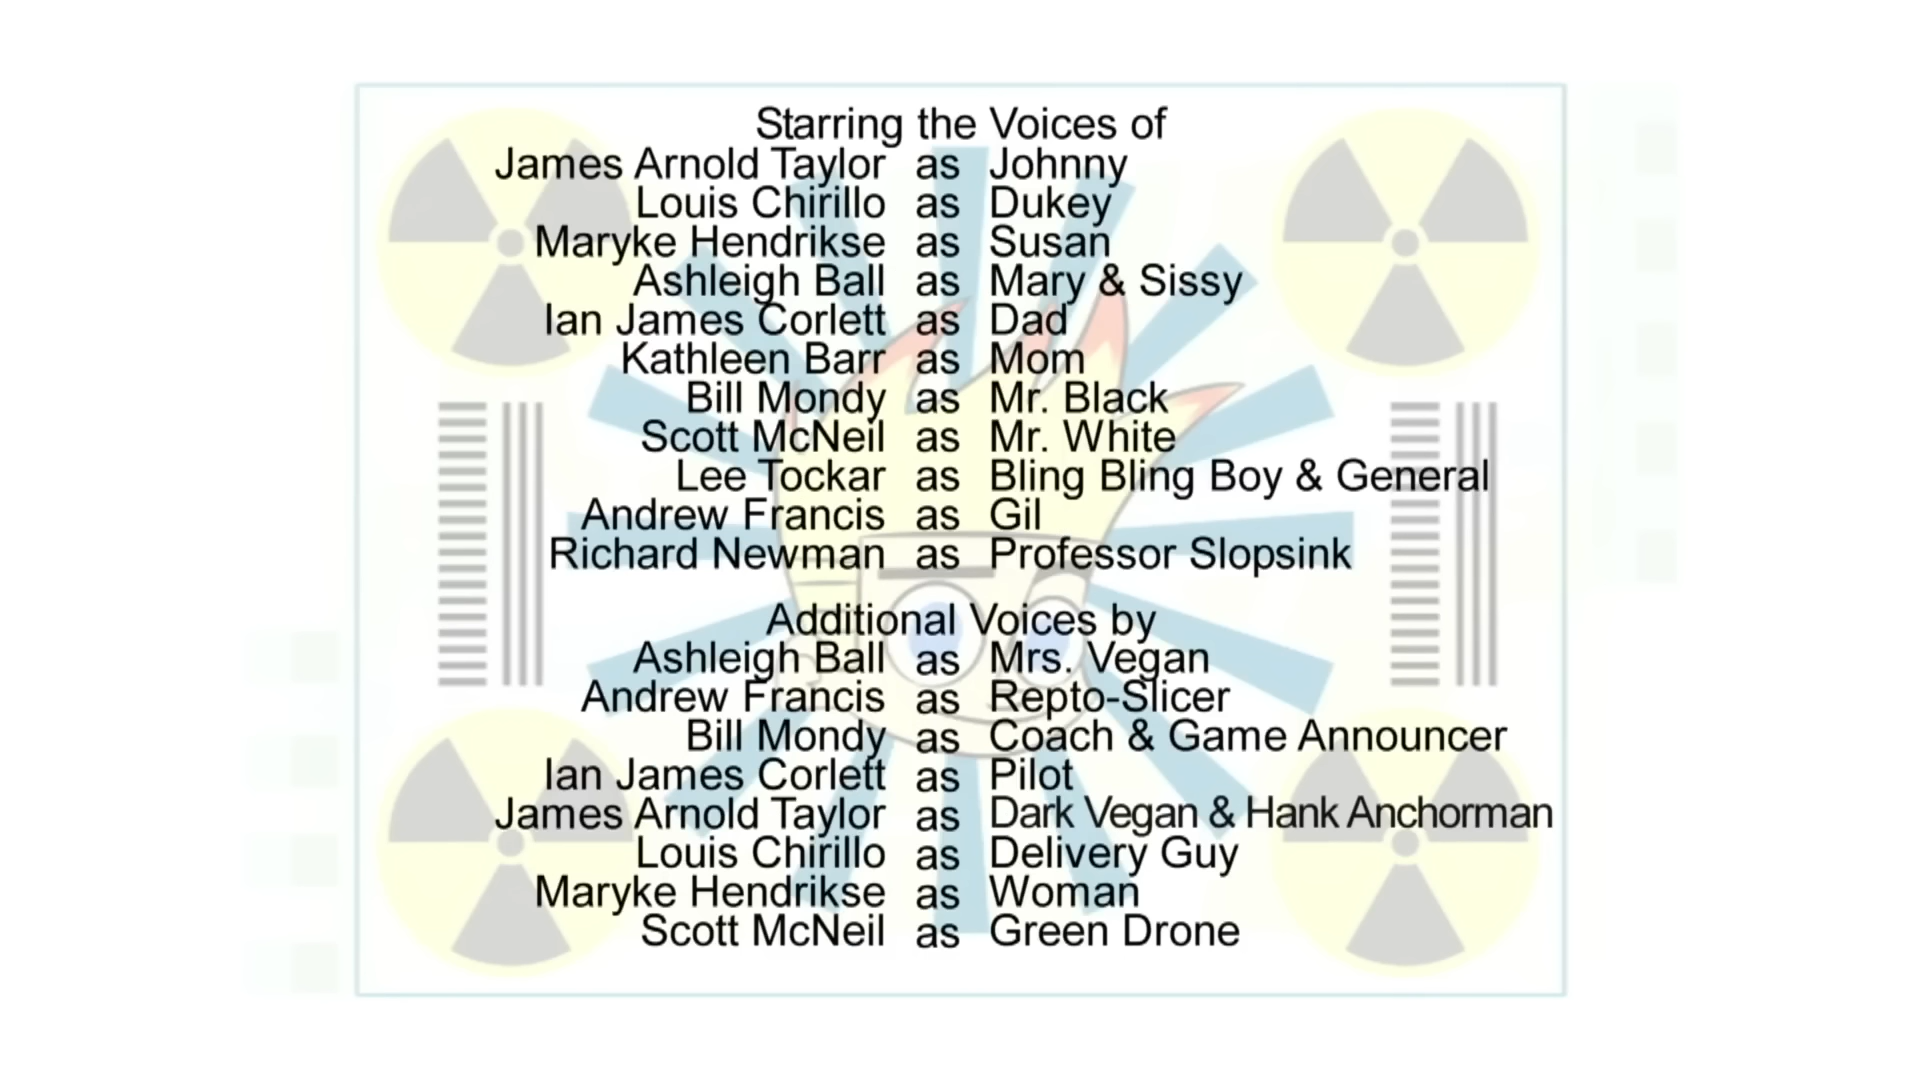 Starring the Voices of
James Arnold Taylor as Johnny
Louis Chirillo as Dukey
Maryke Hendrikse as Susan
Ashleigh Ball as Mary & Sissy
Ian James Corlett as Dad
Kathleen Barr as Mom
Bill Mondy as Mr. Black
Scott McNeil as Mr. White
Lee Tockar as Bling Bling Boy & General
Andrew Francis as Gil
Richard Newman as Professor Slopsink
Additional Voices by
Ashleigh Ball as Mrs. Vegan
Andrew Francis as Repto-Slicer
Bill Mondy as Coach & Game Announcer
Ian James Corlett as Pilot
James Arnold Taylor as Dark Vegan & Hank Anchorman
Louis Chirillo as Delivery Guy
Maryke Hendrikse as Woman
Scott McNeil as Green Drone